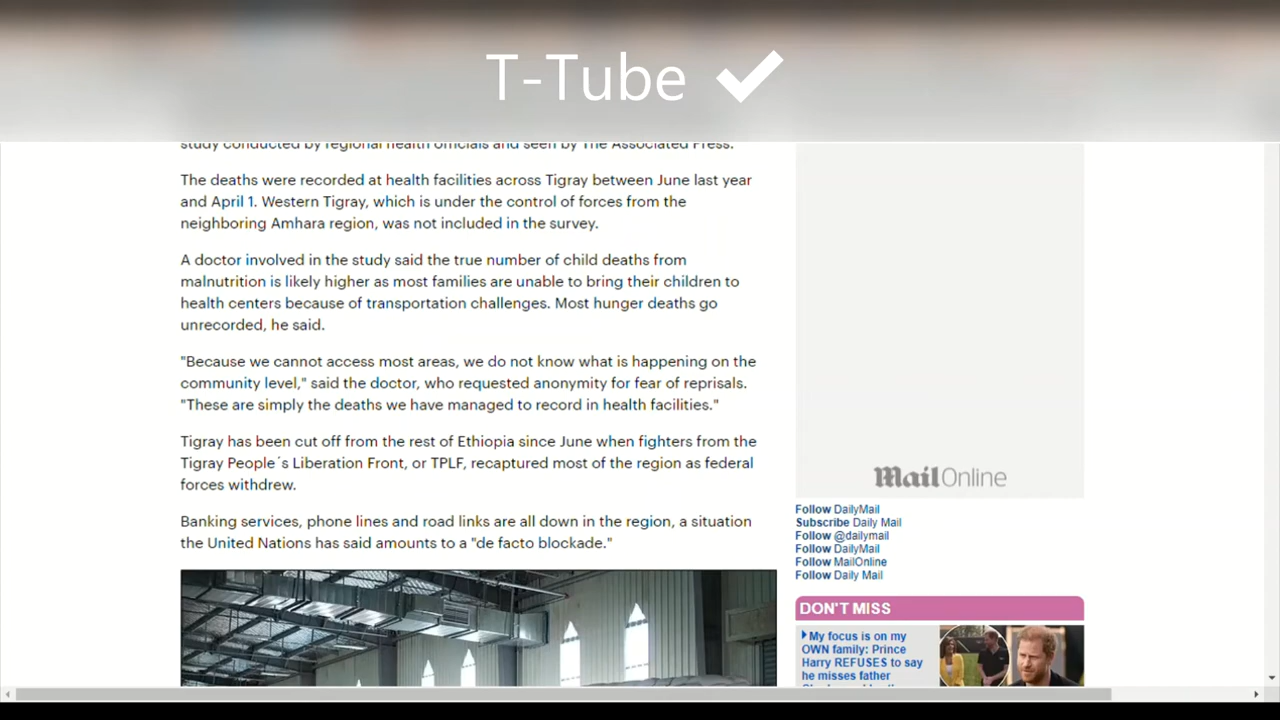 T-Tube
study conducted by regional health officials and seen by The Associated Press.
The deaths were recorded at health facilities across Tigray between June last year
and April 1. Western Tigray, which is under the control of forces from the
neighboring Amhara region, was not included in the survey.
A doctor involved in the study said the true number of child deaths from
malnutrition is likely higher as most families are unable to bring their children to
health centers because of transportation challenges. Most hunger deaths go
unrecorded, he said.
"Because we cannot access most areas, we do not know what is happening on the
community level," said the doctor, who requested anonymity for fear of reprisals.
"These are simply the deaths we have managed to record in health facilities."
Tigray has been cut off from the rest of Ethiopia since June when fighters from the
Tigray People´s Liberation Front, or TPLF, recaptured most of the region as federal
forces withdrew.
Banking services, phone lines and road links are all down in the region, a situation
the United Nations has said amounts to a "de facto blockade."
MailOnline
Follow DailyMail
Subscribe Daily Mail
Follow @dailymail
Follow DailyMail
Follow MailOnline
Follow Daily Mail
DON'T MISS
My focus is on my
OWN family: Prince
Harry REFUSES to say
he misses father